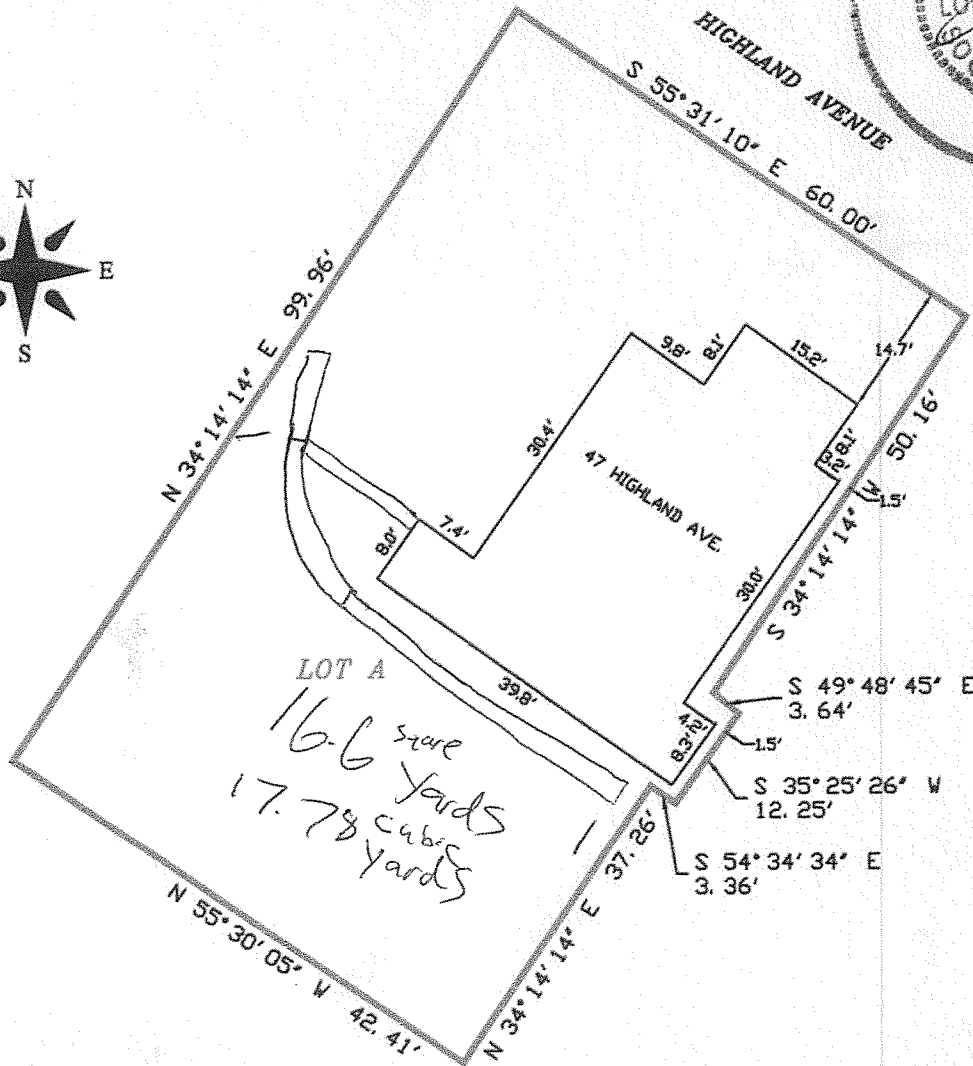 HIGHLAND AVENUE
S 55° 31' 10" E 60.00'
N
E
S
N 34° 14' 14" E 99.96'
9.8'
8.1'
15.2'
14.7'
30.4'
47 HIGHLAND AVE.
3.2'
8.1'
S 34° 14' 14" W 50.16'
1.5'
7.4'
8.0'
30.0'
LOT A
39.8'
4.2'
8.3'
1.5'
S 49° 48' 45" E
3.64'
S 35° 25' 26" W
12.25'
S 54° 34' 34" E
3.36'
16.6 square
yards
17.78 cubic
yards
N 34° 14' 14" E 37.26'
N 55° 30' 05" W 42.41'